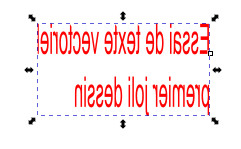 Essai de texte vectoriel
premier joli dessin